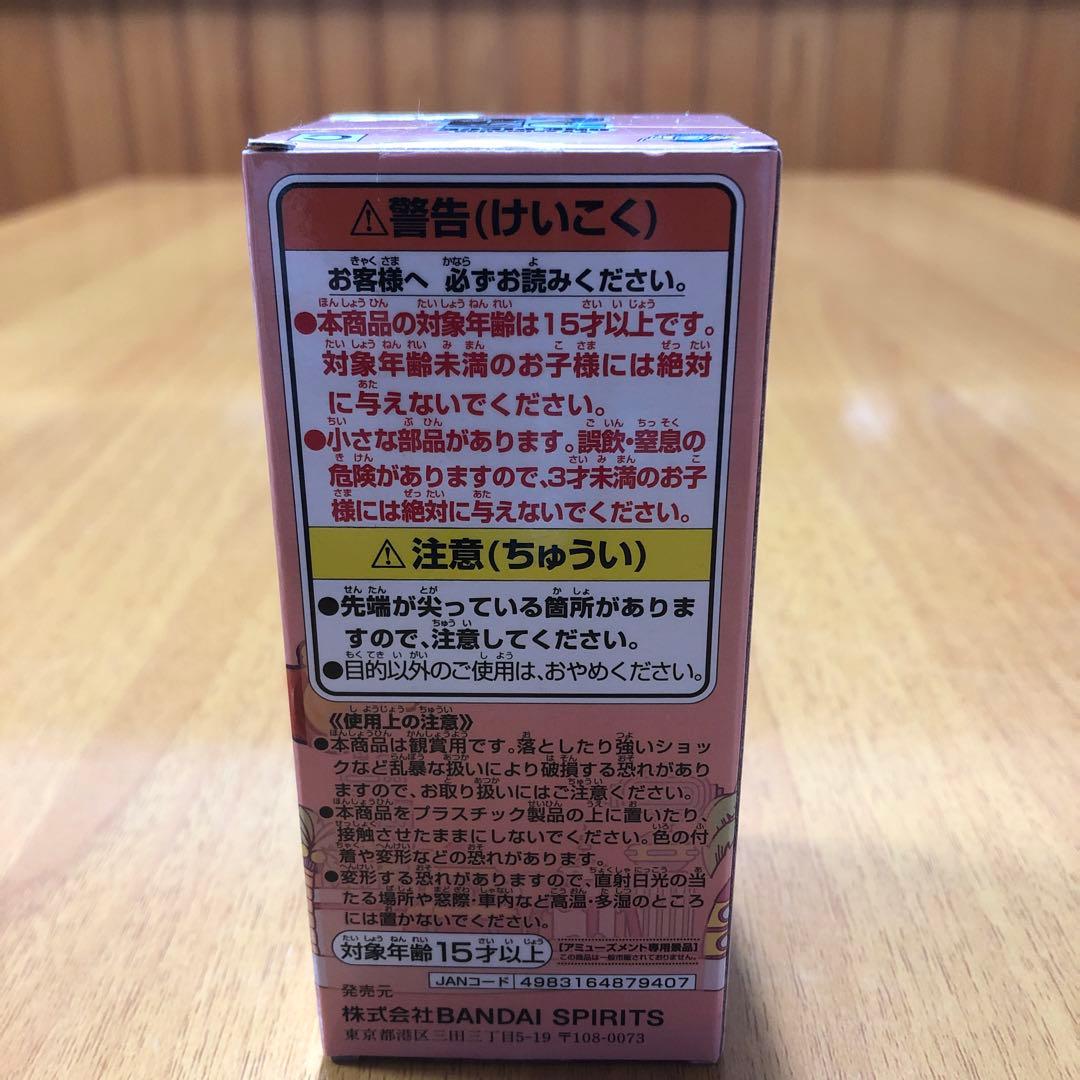 ⚠警告(けいこく)
お客様へ 必ずお読みください。
●本商品の対象年齢は15才以上です。
対象年齢未満のお子様には絶対
に与えないでください。
●小さな部品があります。誤飲・窒息の
危険がありますので、3才未満のお子
様には絶対に与えないでください。
⚠注意(ちゅうい)
●先端が尖っている箇所がありま
すので、注意してください。
●目的以外のご使用は、おやめください。
《使用上の注意》
●本商品は観賞用です。落としたり強いショッ
クなど乱暴な扱いにより破損する恐れがあり
ますので、お取り扱いにはご注意ください。
●本商品をプラスチック製品の上に置いたり、
接触させたままにしないでください。色の付
着や変形などの恐れがあります。
●変形する恐れがありますので、直射日光の当
たる場所や窓際・車内など高温・多湿のところ
には置かないでください。
対象年齢15才以上
【アミューズメント専用景品】
この商品は一般市販されておりません。
JANコード 4983164879407
発売元
株式会社BANDAI SPIRITS
東京都港区三田三丁目5-19 〒108-0073